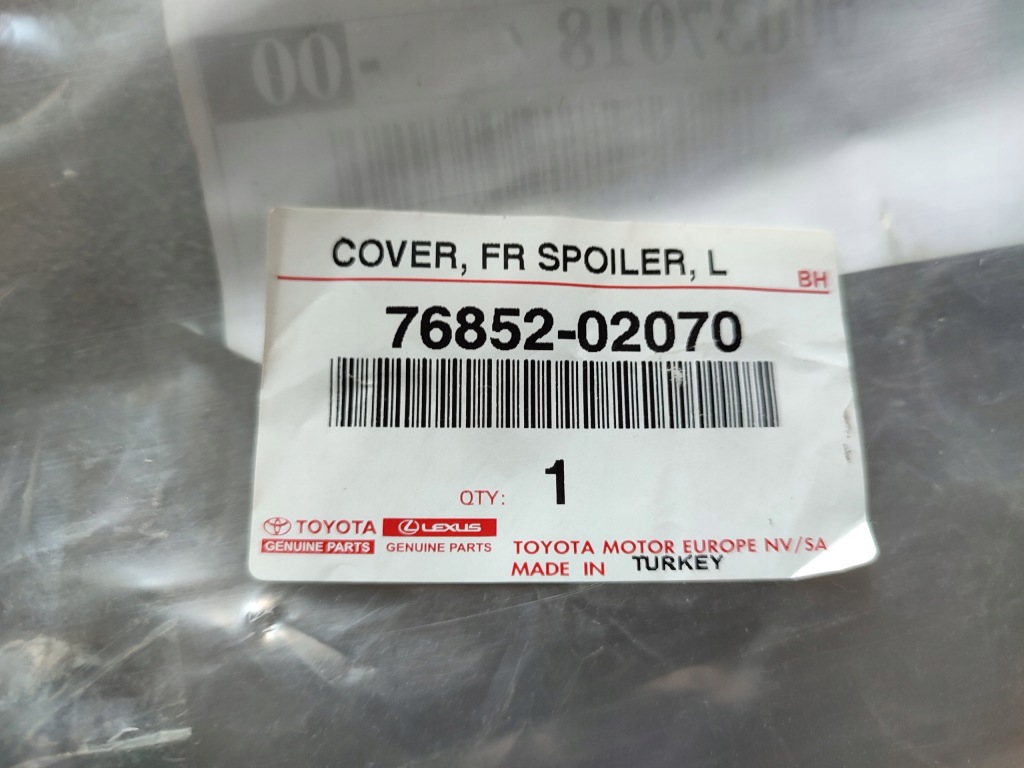 COVER, FR SPOILER, L
BH
76852-02070
QTY: 1
TOYOTA
GENUINE PARTS
LEXUS
GENUINE PARTS
TOYOTA MOTOR EUROPE NV/SA
MADE IN TURKEY
-00